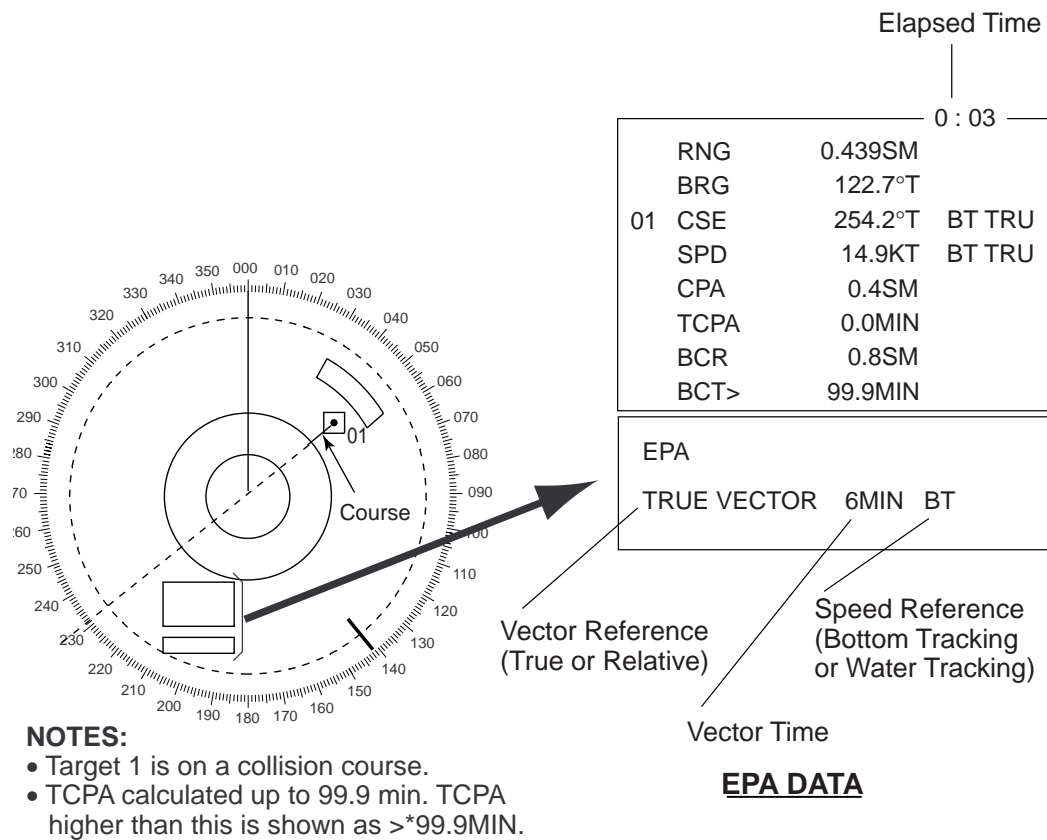 Elapsed Time
0 : 03
RNG 0.439SM
BRG 122.7°T
01 CSE 254.2°T BT TRU
SPD 14.9KT BT TRU
CPA 0.4SM
TCPA 0.0MIN
BCR 0.8SM
BCT> 99.9MIN
EPA
TRUE VECTOR 6MIN BT
Vector Reference
(True or Relative)
Speed Reference
(Bottom Tracking
or Water Tracking)
Vector Time
EPA DATA
000
010
020
030
040
050
060
070
080
090
100
110
120
130
140
150
160
170
180
190
200
210
220
230
240
250
260
70
80
290
300
310
320
330
340
350
01
Course
NOTES:
• Target 1 is on a collision course.
• TCPA calculated up to 99.9 min. TCPA
higher than this is shown as >*99.9MIN.